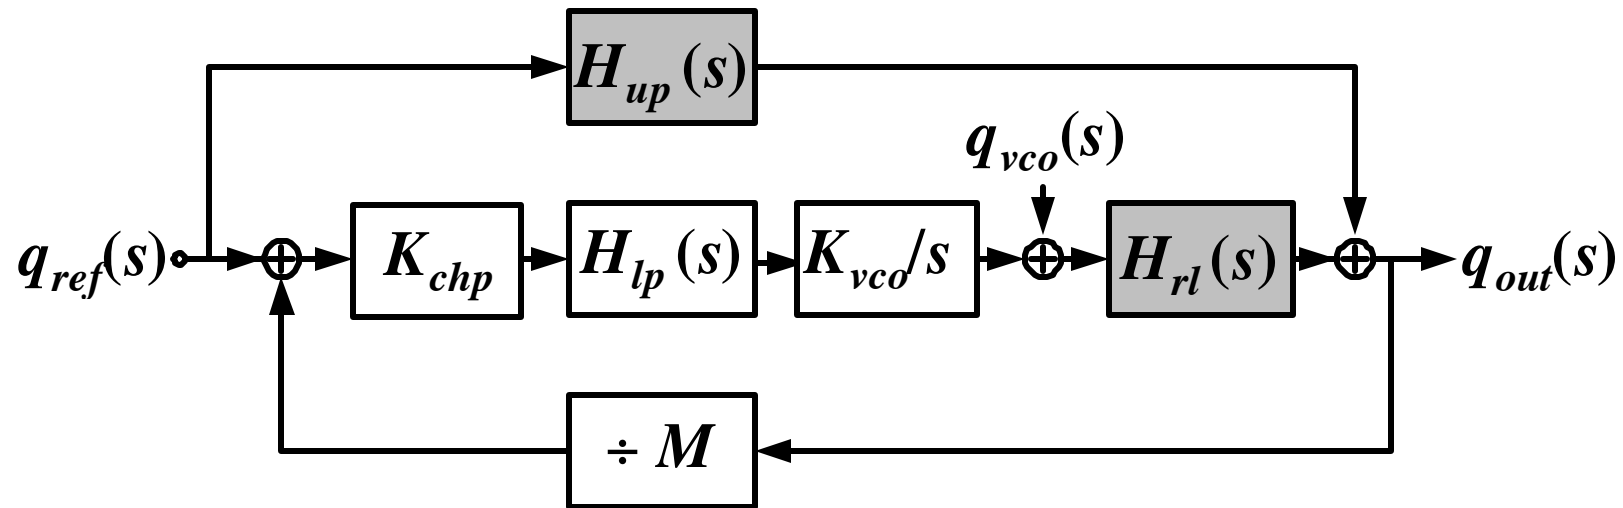 H_up(s)
q_vco(s)
q_ref(s)
K_chp
H_lp(s)
K_vco/s
H_rl(s)
q_out(s)
÷ M